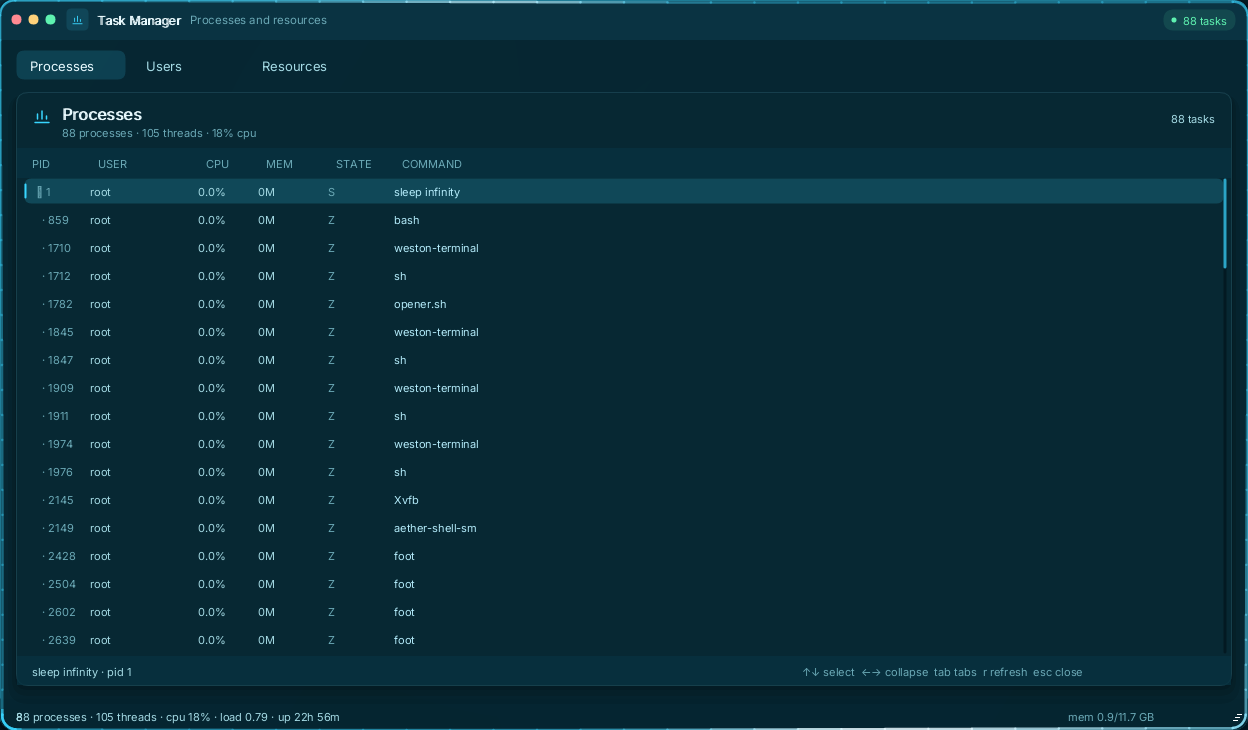 Task Manager Processes and resources 88 tasks
Processes Users Resources
Processes
88 processes · 105 threads · 18% cpu 88 tasks
PID USER CPU MEM STATE COMMAND
1 root 0.0% 0M S sleep infinity
· 859 root 0.0% 0M Z bash
· 1710 root 0.0% 0M Z weston-terminal
· 1712 root 0.0% 0M Z sh
· 1782 root 0.0% 0M Z opener.sh
· 1845 root 0.0% 0M Z weston-terminal
· 1847 root 0.0% 0M Z sh
· 1909 root 0.0% 0M Z weston-terminal
· 1911 root 0.0% 0M Z sh
· 1974 root 0.0% 0M Z weston-terminal
· 1976 root 0.0% 0M Z sh
· 2145 root 0.0% 0M Z Xvfb
· 2149 root 0.0% 0M Z aether-shell-sm
· 2428 root 0.0% 0M Z foot
· 2504 root 0.0% 0M Z foot
· 2602 root 0.0% 0M Z foot
· 2639 root 0.0% 0M Z foot
sleep infinity · pid 1 ↑↓ select ←→ collapse tab tabs r refresh esc close
88 processes · 105 threads · cpu 18% · load 0.79 · up 22h 56m mem 0.9/11.7 GB